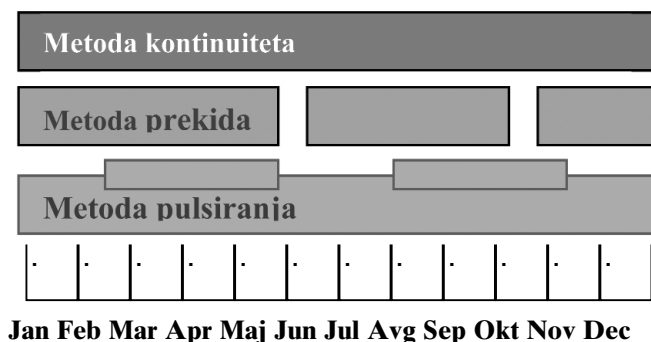 Metoda kontinuiteta
Metoda prekida
Metoda pulsiranja
Jan Feb Mar Apr Maj Jun Jul Avg Sep Okt Nov Dec